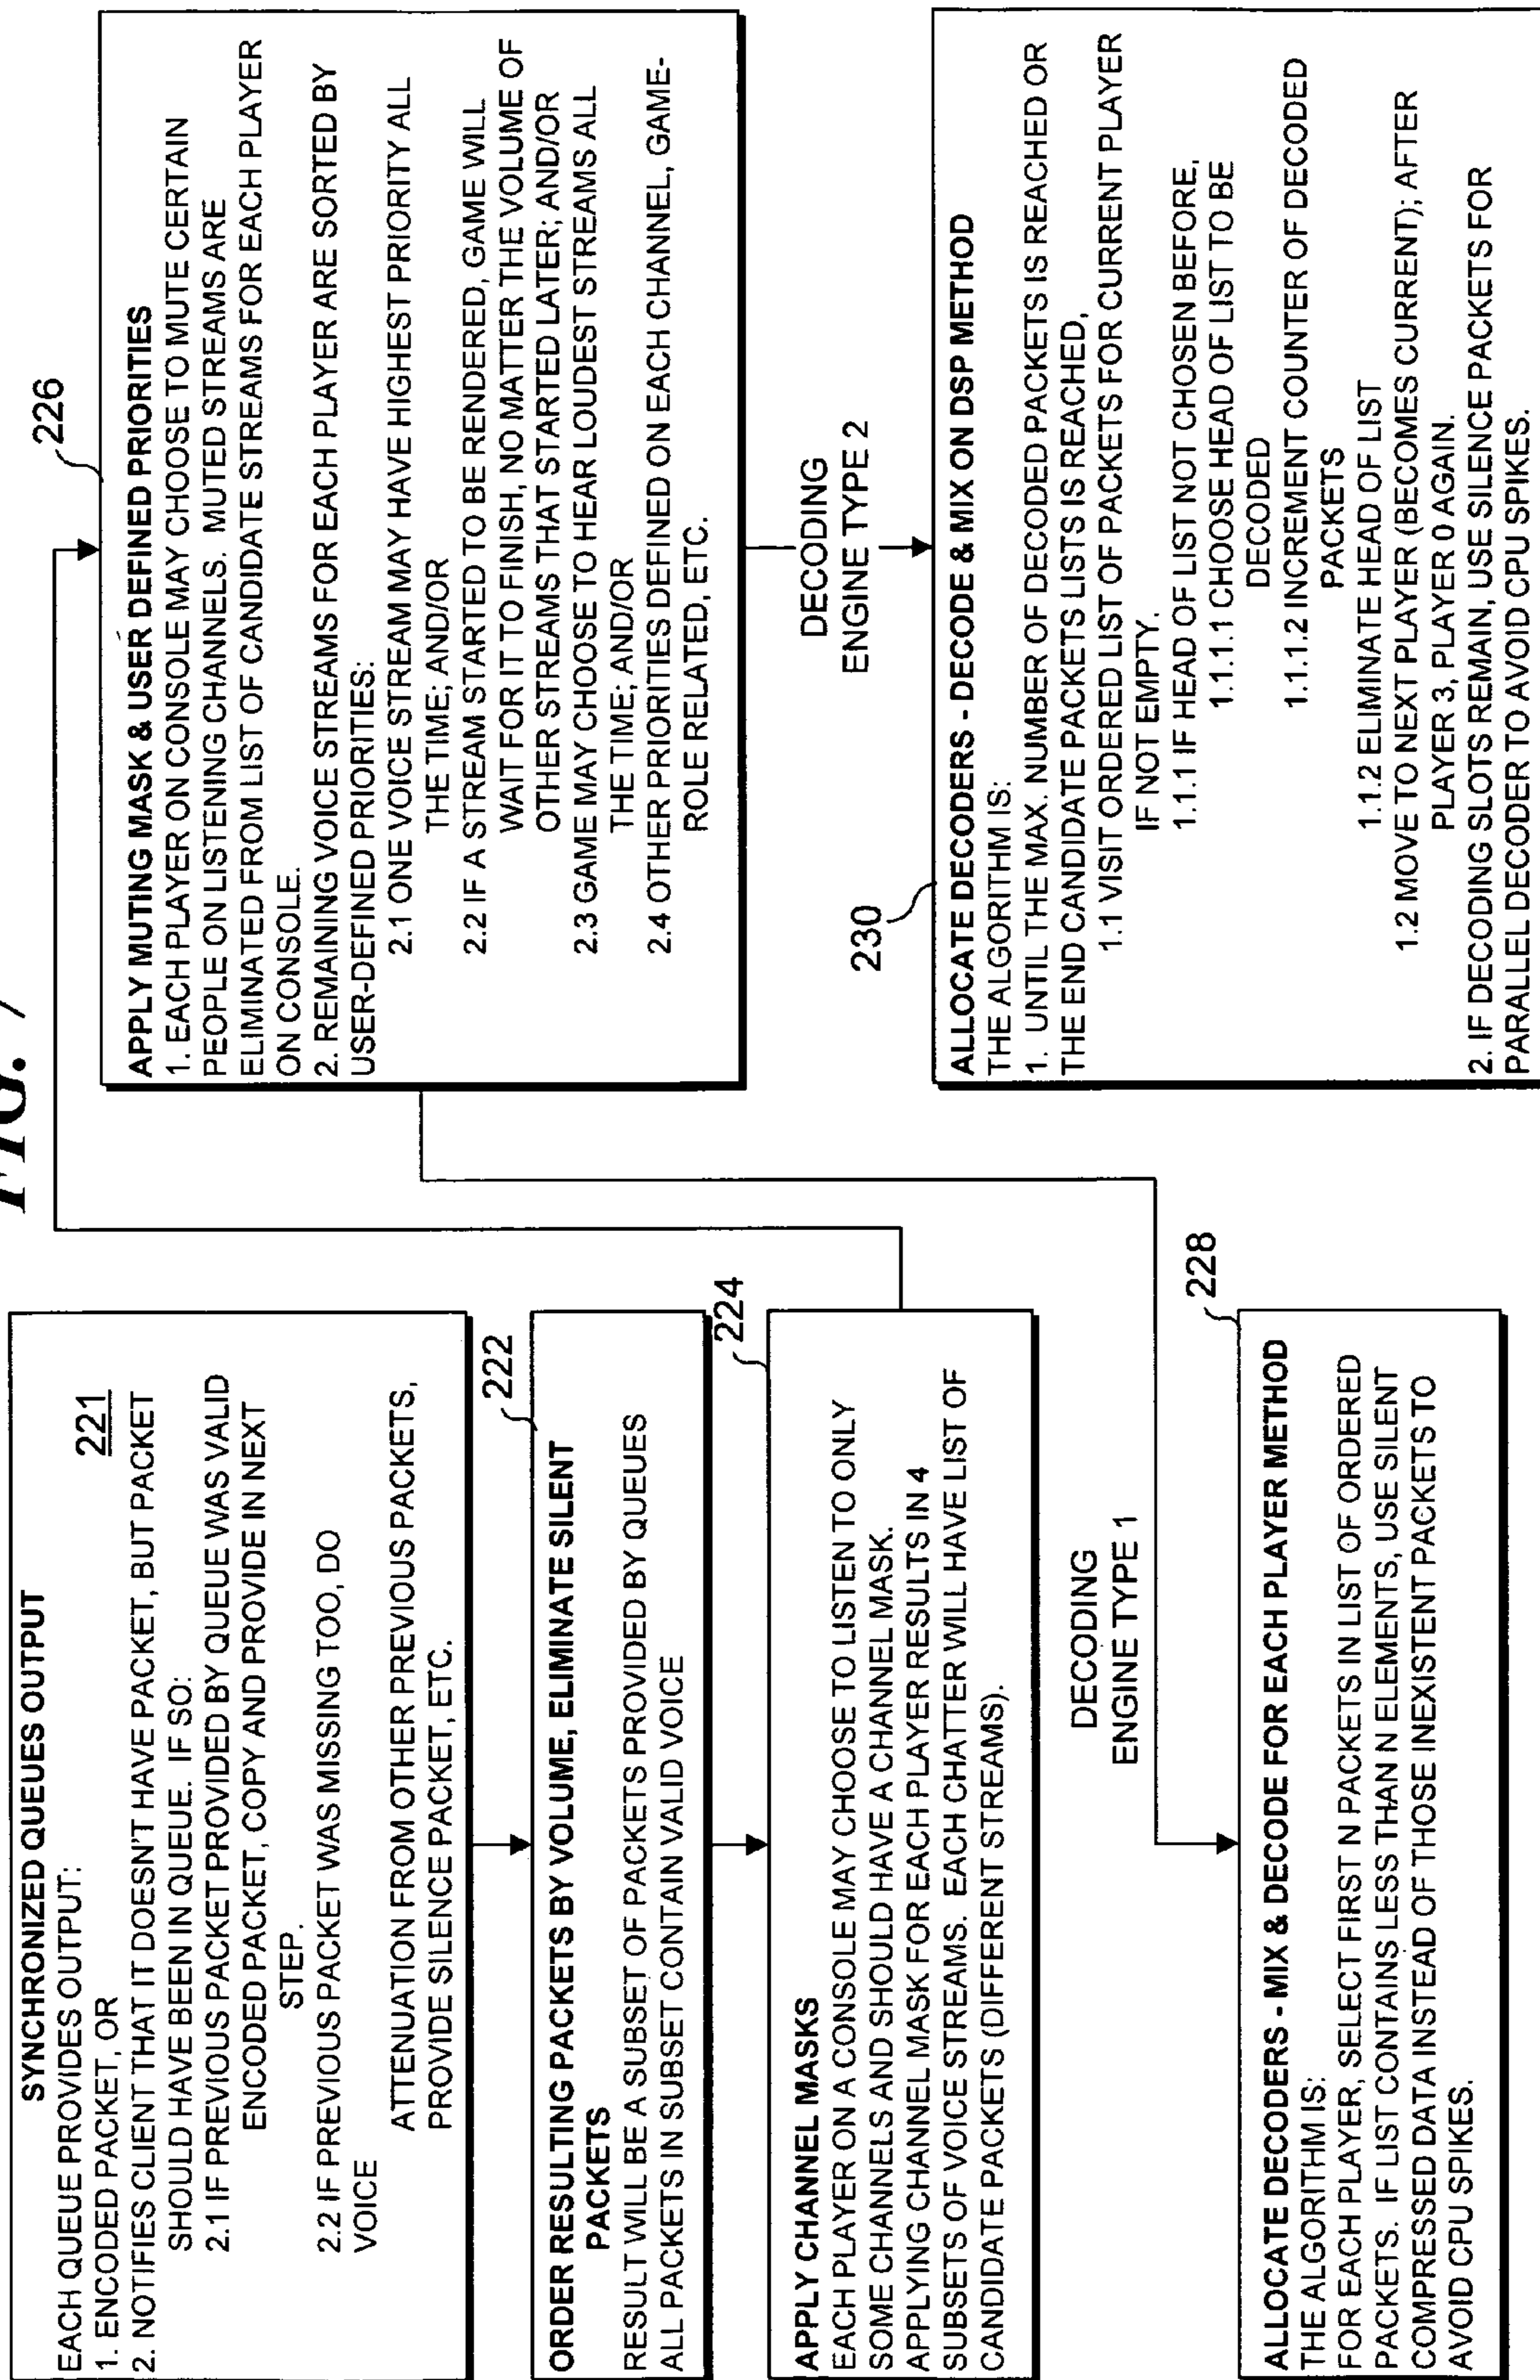 FIG. 7
SYNCHRONIZED QUEUES OUTPUT
EACH QUEUE PROVIDES OUTPUT:
221
1. ENCODED PACKET, OR
2. NOTIFIES CLIENT THAT IT DOESN'T HAVE PACKET, BUT PACKET
SHOULD HAVE BEEN IN QUEUE. IF SO:
2.1 IF PREVIOUS PACKET PROVIDED BY QUEUE WAS VALID
ENCODED PACKET, COPY AND PROVIDE IN NEXT
STEP.
2.2 IF PREVIOUS PACKET WAS MISSING TOO, DO
VOICE
ATTENUATION FROM OTHER PREVIOUS PACKETS,
PROVIDE SILENCE PACKET, ETC.
222
ORDER RESULTING PACKETS BY VOLUME, ELIMINATE SILENT
PACKETS
RESULT WILL BE A SUBSET OF PACKETS PROVIDED BY QUEUES
ALL PACKETS IN SUBSET CONTAIN VALID VOICE
224
APPLY CHANNEL MASKS
EACH PLAYER ON A CONSOLE MAY CHOOSE TO LISTEN TO ONLY
SOME CHANNELS AND SHOULD HAVE A CHANNEL MASK.
APPLYING CHANNEL MASK FOR EACH PLAYER RESULTS IN 4
SUBSETS OF VOICE STREAMS. EACH CHATTER WILL HAVE LIST OF
CANDIDATE PACKETS (DIFFERENT STREAMS).
DECODING
ENGINE TYPE 1
228
ALLOCATE DECODERS - MIX & DECODE FOR EACH PLAYER METHOD
THE ALGORITHM IS:
FOR EACH PLAYER, SELECT FIRST N PACKETS IN LIST OF ORDERED
PACKETS. IF LIST CONTAINS LESS THAN N ELEMENTS, USE SILENT
COMPRESSED DATA INSTEAD OF THOSE INEXISTENT PACKETS TO
AVOID CPU SPIKES.
226
APPLY MUTING MASK & USER DEFINED PRIORITIES
1. EACH PLAYER ON CONSOLE MAY CHOOSE TO MUTE CERTAIN
PEOPLE ON LISTENING CHANNELS. MUTED STREAMS ARE
ELIMINATED FROM LIST OF CANDIDATE STREAMS FOR EACH PLAYER
ON CONSOLE.
2. REMAINING VOICE STREAMS FOR EACH PLAYER ARE SORTED BY
USER-DEFINED PRIORITIES:
2.1 ONE VOICE STREAM MAY HAVE HIGHEST PRIORITY ALL
THE TIME; AND/OR
2.2 IF A STREAM STARTED TO BE RENDERED, GAME WILL
WAIT FOR IT TO FINISH, NO MATTER THE VOLUME OF
OTHER STREAMS THAT STARTED LATER; AND/OR
2.3 GAME MAY CHOOSE TO HEAR LOUDEST STREAMS ALL
THE TIME; AND/OR
2.4 OTHER PRIORITIES DEFINED ON EACH CHANNEL, GAME-
ROLE RELATED, ETC.
DECODING
ENGINE TYPE 2
230
ALLOCATE DECODERS - DECODE & MIX ON DSP METHOD
THE ALGORITHM IS:
1. UNTIL THE MAX. NUMBER OF DECODED PACKETS IS REACHED OR
THE END CANDIDATE PACKETS LISTS IS REACHED,
1.1 VISIT ORDERED LIST OF PACKETS FOR CURRENT PLAYER
IF NOT EMPTY.
1.1.1 IF HEAD OF LIST NOT CHOSEN BEFORE,
1.1.1.1 CHOOSE HEAD OF LIST TO BE
DECODED
1.1.1.2 INCREMENT COUNTER OF DECODED
PACKETS
1.1.2 ELIMINATE HEAD OF LIST
1.2 MOVE TO NEXT PLAYER (BECOMES CURRENT); AFTER
PLAYER 3, PLAYER 0 AGAIN.
2. IF DECODING SLOTS REMAIN, USE SILENCE PACKETS FOR
PARALLEL DECODER TO AVOID CPU SPIKES.